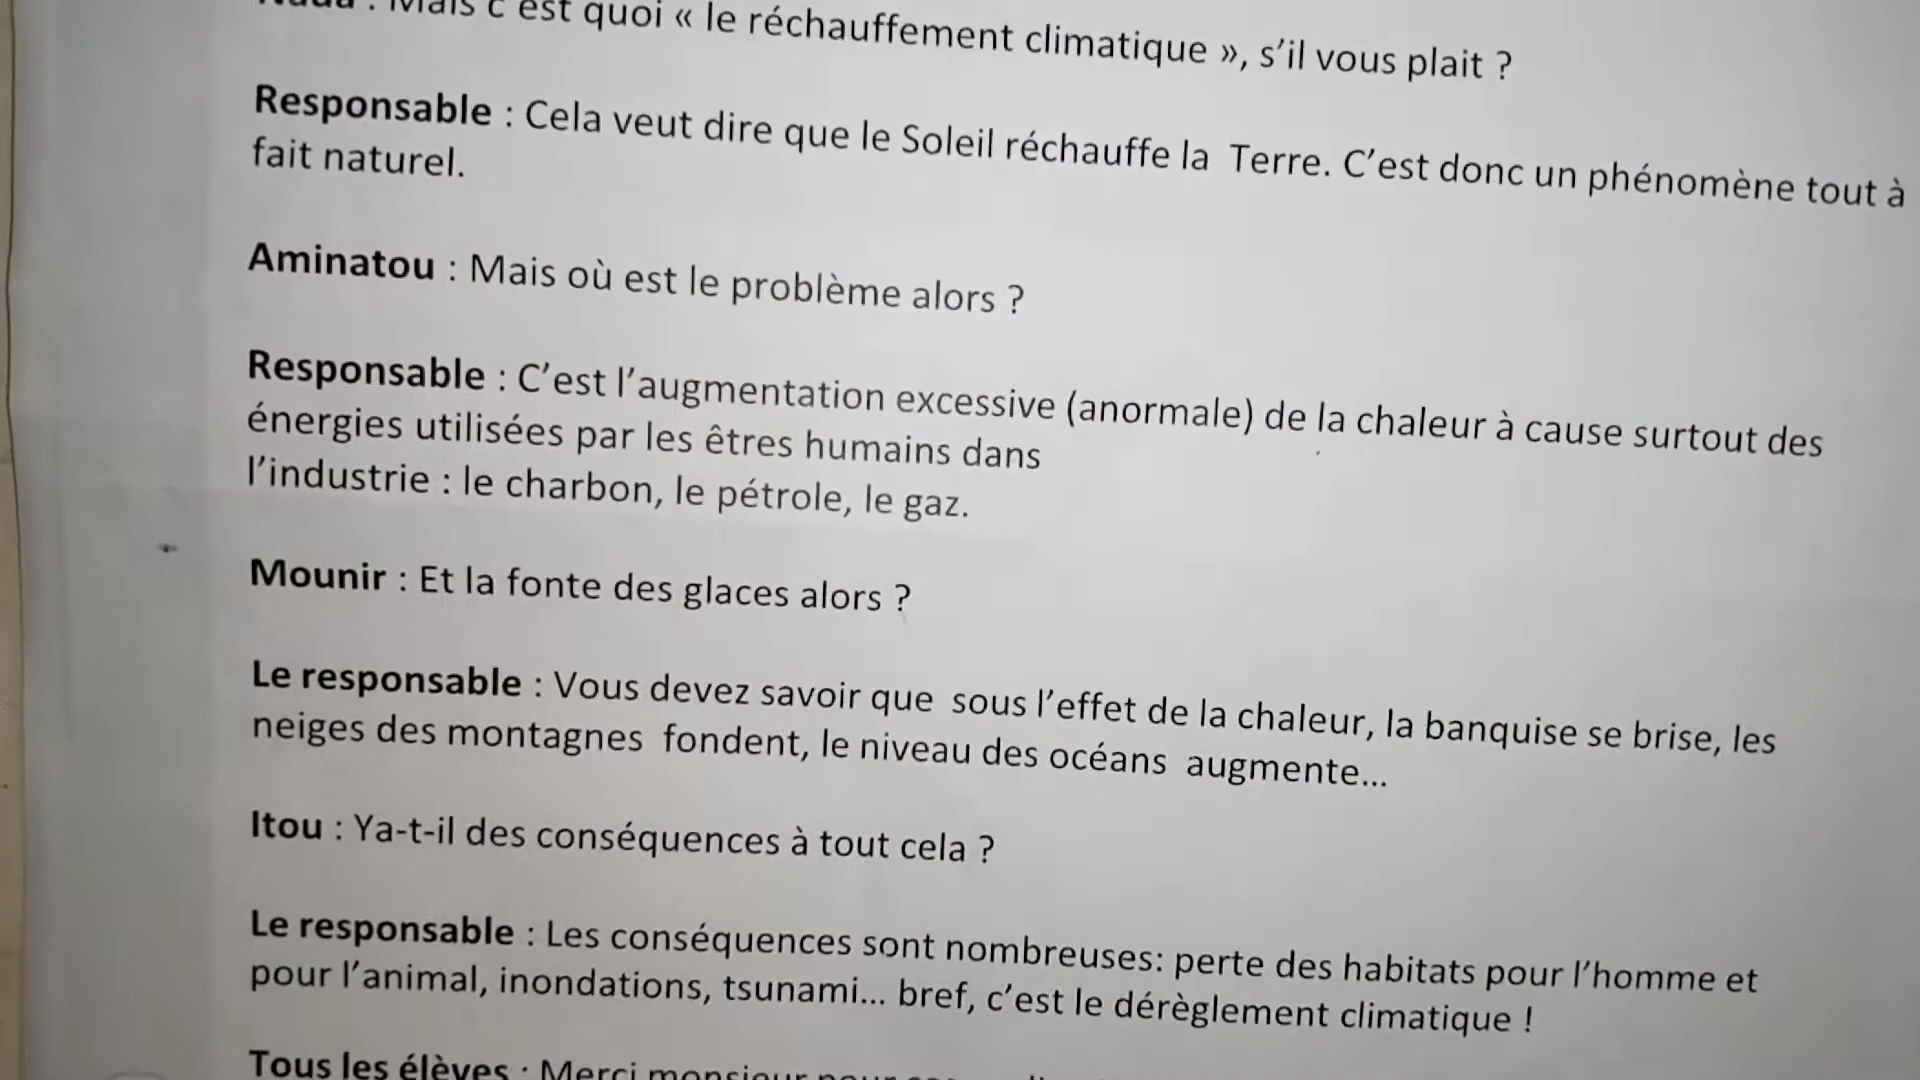 : Mais c'est quoi « le réchauffement climatique », s'il vous plait ?
Responsable : Cela veut dire que le Soleil réchauffe la Terre. C'est donc un phénomène tout à
fait naturel.
Aminatou : Mais où est le problème alors ?
Responsable : C'est l'augmentation excessive (anormale) de la chaleur à cause surtout des
énergies utilisées par les êtres humains dans
l'industrie : le charbon, le pétrole, le gaz.
Mounir : Et la fonte des glaces alors ?
Le responsable : Vous devez savoir que sous l'effet de la chaleur, la banquise se brise, les
neiges des montagnes fondent, le niveau des océans augmente...
Itou : Ya-t-il des conséquences à tout cela ?
Le responsable : Les conséquences sont nombreuses: perte des habitats pour l'homme et
pour l'animal, inondations, tsunami... bref, c'est le dérèglement climatique !
Tous les élèves : Merci monsieur pour